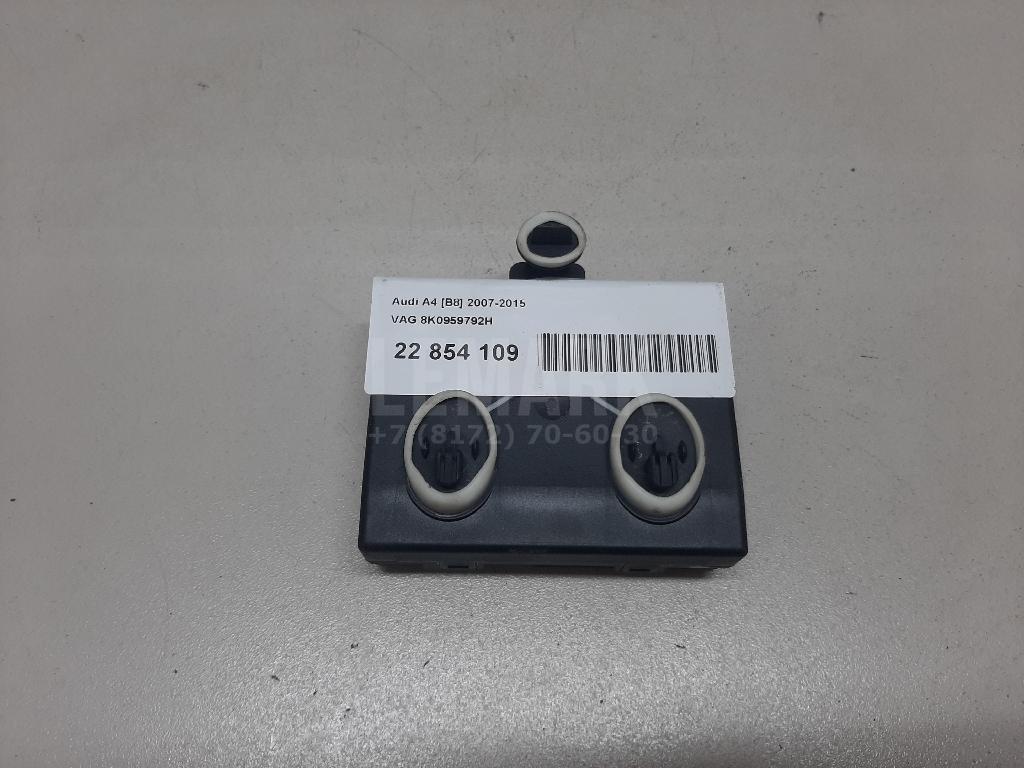 Audi A4 [B8] 2007-2015
VAG 8K0959792H
22 854 109
LEMARK
+7 (8172) 70-60-30